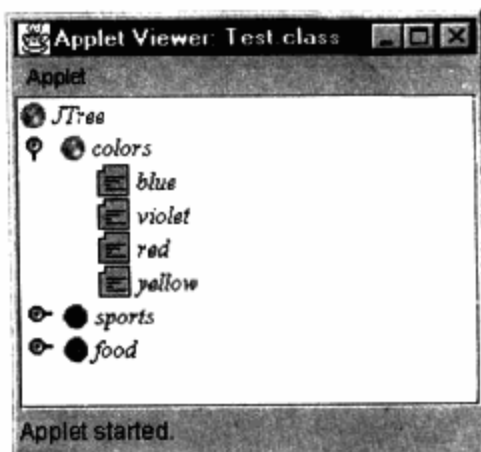 Applet Viewer: Test.class
Applet
JTree
colors
blue
violet
red
yellow
sports
food
Applet started.